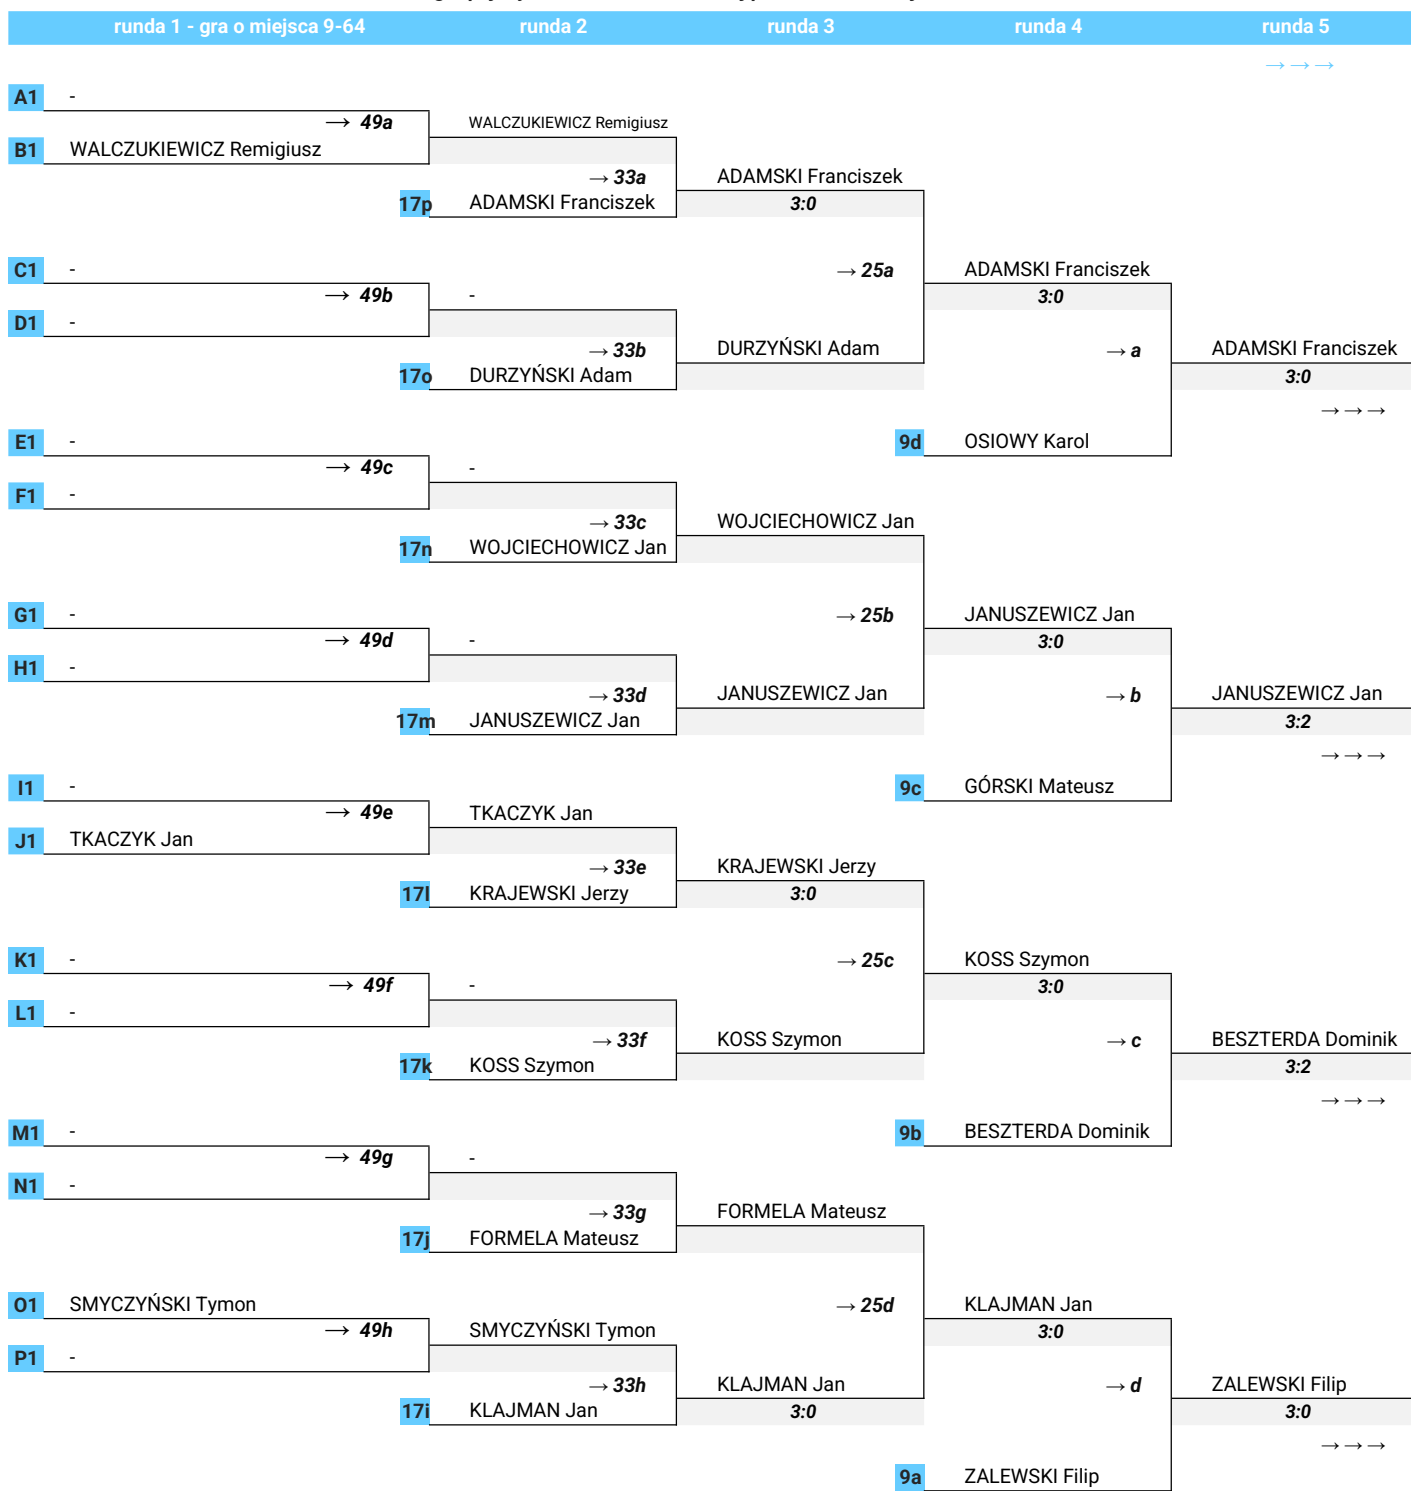 runda 1 - gra o miejsca 9-64 runda 2 runda 3 runda 4 runda 5
→ → →
A1 -
→ 49a WALCZUKIEWICZ Remigiusz
B1 WALCZUKIEWICZ Remigiusz
→ 33a ADAMSKI Franciszek
17p ADAMSKI Franciszek 3:0
C1 - → 25a ADAMSKI Franciszek
→ 49b - 3:0
D1 -
→ 33b DURZYŃSKI Adam → a ADAMSKI Franciszek
17o DURZYŃSKI Adam 3:0
→ → →
E1 - 9d OSIOWY Karol
→ 49c -
F1 -
→ 33c WOJCIECHOWICZ Jan
17n WOJCIECHOWICZ Jan
G1 - → 25b JANUSZEWICZ Jan
→ 49d - 3:0
H1 -
→ 33d JANUSZEWICZ Jan → b JANUSZEWICZ Jan
17m JANUSZEWICZ Jan 3:2
→ → →
I1 - 9c GÓRSKI Mateusz
→ 49e TKACZYK Jan
J1 TKACZYK Jan
→ 33e KRAJEWSKI Jerzy
17l KRAJEWSKI Jerzy 3:0
K1 - → 25c KOSS Szymon
→ 49f - 3:0
L1 -
→ 33f KOSS Szymon → c BESZTERDA Dominik
17k KOSS Szymon 3:2
→ → →
M1 - 9b BESZTERDA Dominik
→ 49g -
N1 -
→ 33g FORMELA Mateusz
17j FORMELA Mateusz
O1 SMYCZYŃSKI Tymon → 25d KLAJMAN Jan
→ 49h SMYCZYŃSKI Tymon 3:0
P1 -
→ 33h KLAJMAN Jan → d ZALEWSKI Filip
17i KLAJMAN Jan 3:0 3:0
→ → →
9a ZALEWSKI Filip